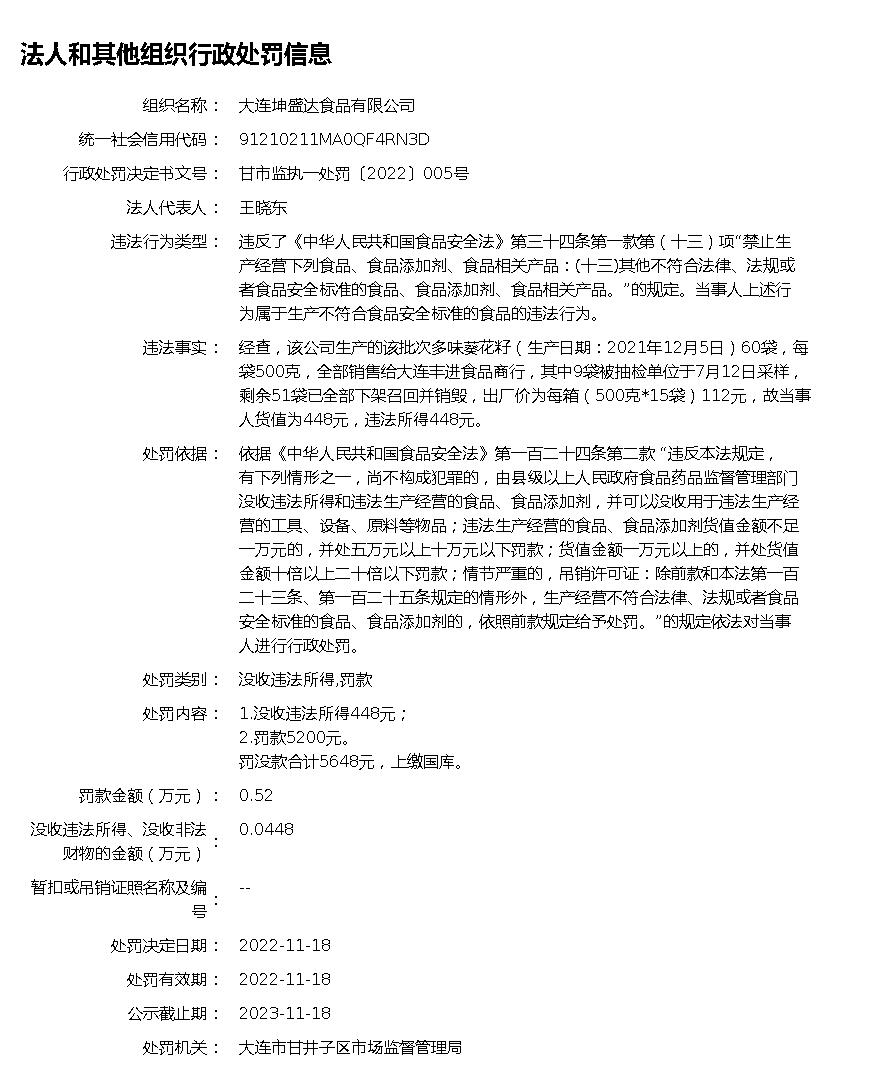 法人和其他组织行政处罚信息
组织名称： 大连坤盛达食品有限公司
统一社会信用代码： 91210211MA0QF4RN3D
行政处罚决定书文号： 甘市监执一处罚〔2022〕005号
法人代表人： 王晓东
违法行为类型： 违反了《中华人民共和国食品安全法》第三十四条第一款第（十三）项“禁止生
产经营下列食品、食品添加剂、食品相关产品：(十三)其他不符合法律、法规或
者食品安全标准的食品、食品添加剂、食品相关产品。”的规定。当事人上述行
为属于生产不符合食品安全标准的食品的违法行为。
违法事实： 经查，该公司生产的该批次多味葵花籽（生产日期：2021年12月5日）60袋，每
袋500克，全部销售给大连丰进食品商行，其中9袋被抽检单位于7月12日采样，
剩余51袋已全部下架召回并销毁，出厂价为每箱（500克*15袋）112元，故当事
人货值为448元，违法所得448元。
处罚依据： 依据《中华人民共和国食品安全法》第一百二十四条第二款 “违反本法规定，
有下列情形之一，尚不构成犯罪的，由县级以上人民政府食品药品监督管理部门
没收违法所得和违法生产经营的食品、食品添加剂，并可以没收用于违法生产经
营的工具、设备、原料等物品；违法生产经营的食品、食品添加剂货值金额不足
一万元的，并处五万元以上十万元以下罚款；货值金额一万元以上的，并处货值
金额十倍以上二十倍以下罚款；情节严重的，吊销许可证：除前款和本法第一百
二十三条、第一百二十五条规定的情形外，生产经营不符合法律、法规或者食品
安全标准的食品、食品添加剂的，依照前款规定给予处罚。”的规定依法对当事
人进行行政处罚。
处罚类别： 没收违法所得,罚款
处罚内容： 1.没收违法所得448元；
2.罚款5200元。
罚没款合计5648元，上缴国库。
罚款金额（万元）： 0.52
没收违法所得、没收非法
财物的金额（万元）： 0.0448
暂扣或吊销证照名称及编
号： --
处罚决定日期： 2022-11-18
处罚有效期： 2022-11-18
公示截止期： 2023-11-18
处罚机关： 大连市甘井子区市场监督管理局